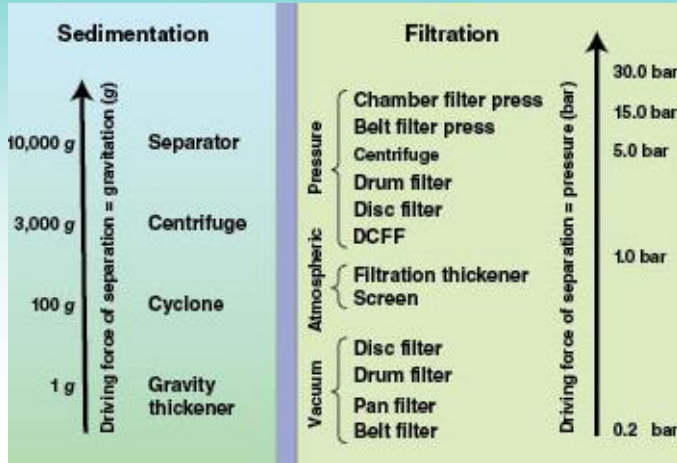 Sedimentation
Driving force of separation = gravitation (g)
10,000 g Separator
3,000 g Centrifuge
100 g Cyclone
1 g Gravity
thickener
Filtration
Pressure
Chamber filter press
Belt filter press
Centrifuge
Drum filter
Disc filter
DCFF
Atmospheric
Filtration thickener
Screen
Vacuum
Disc filter
Drum filter
Pan filter
Belt filter
Driving force of separation = pressure (bar)
30.0 bar
15.0 bar
5.0 bar
1.0 bar
0.2 bar